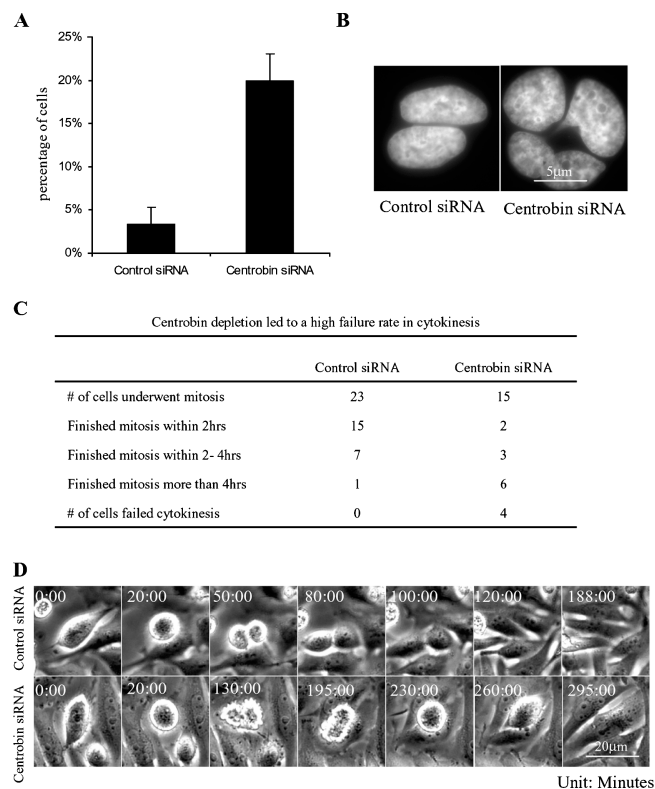 A
B
25%
20%
15%
10%
5%
0%
percentage of cells
Control siRNA
Centrobin siRNA
5μm
Control siRNA
Centrobin siRNA
C
Centrobin depletion led to a high failure rate in cytokinesis
Control siRNA Centrobin siRNA
# of cells underwent mitosis 23 15
Finished mitosis within 2hrs 15 2
Finished mitosis within 2- 4hrs 7 3
Finished mitosis more than 4hrs 1 6
# of cells failed cytokinesis 0 4
D
Control siRNA
0:00 20:00 50:00 80:00 100:00 120:00 188:00
Centrobin siRNA
0:00 20:00 130:00 195:00 230:00 260:00 295:00
20μm
Unit: Minutes